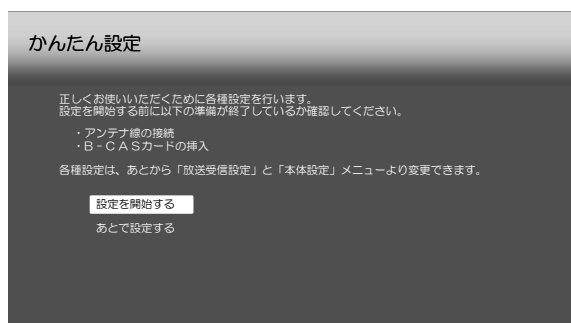 かんたん設定
正しくお使いいただくために各種設定を行います。
設定を開始する前に以下の準備が終了しているか確認してください。
・アンテナ線の接続
・Ｂ－ＣＡＳカードの挿入
各種設定は、あとから「放送受信設定」と「本体設定」メニューより変更できます。
設定を開始する
あとで設定する